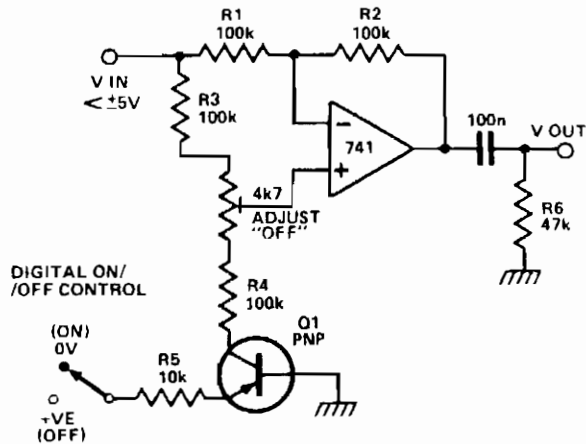 R1
100k
R2
100k
V IN
< ±5V
R3
100k
-
741
+
100n
V OUT
4k7
ADJUST
"OFF"
R6
47k
DIGITAL ON/
/OFF CONTROL
R4
100k
Q1
PNP
(ON)
0V
R5
10k
+VE
(OFF)